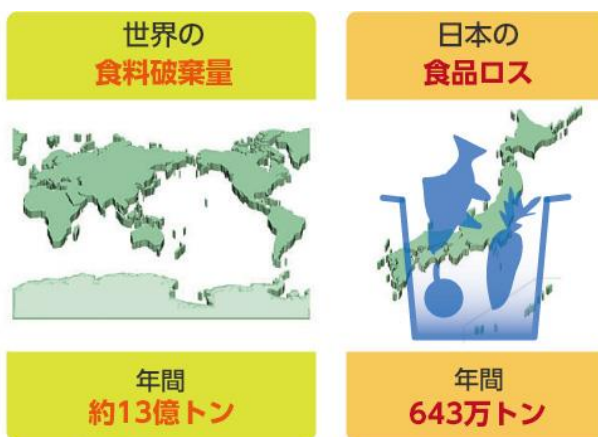 世界の
食料破棄量
年間
約13億トン
日本の
食品ロス
年間
643万トン